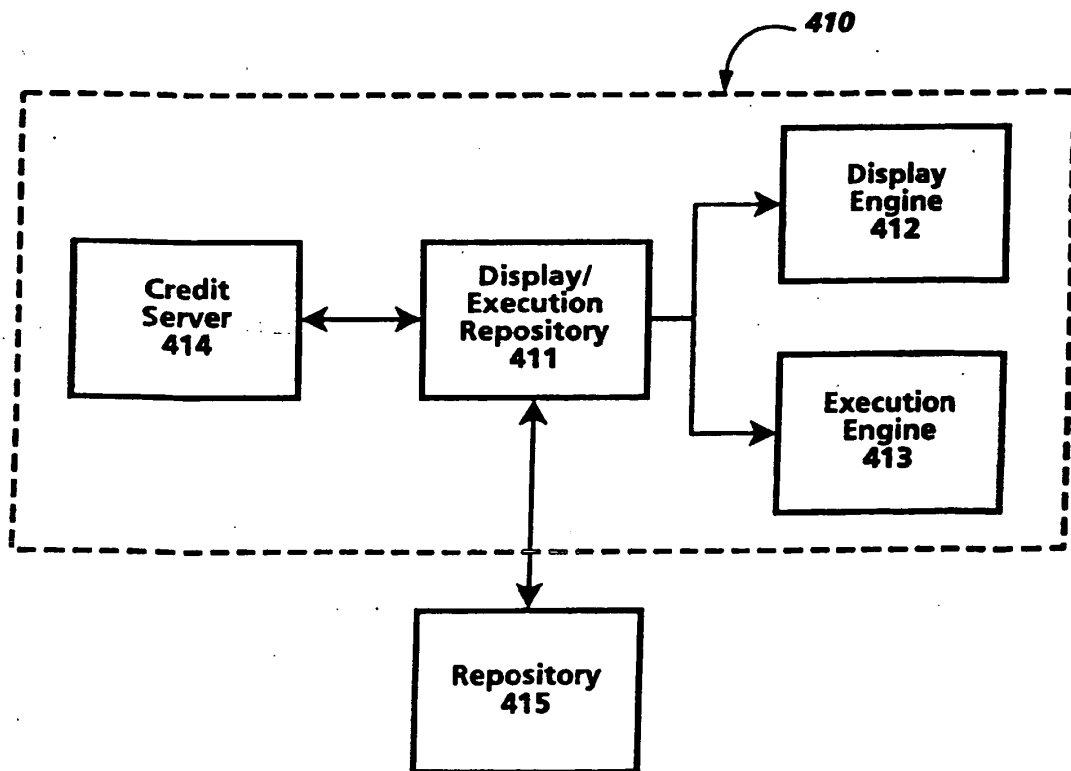 410
Display
Engine
412
Credit
Server
414
Display/
Execution
Repository
411
Execution
Engine
413
Repository
415